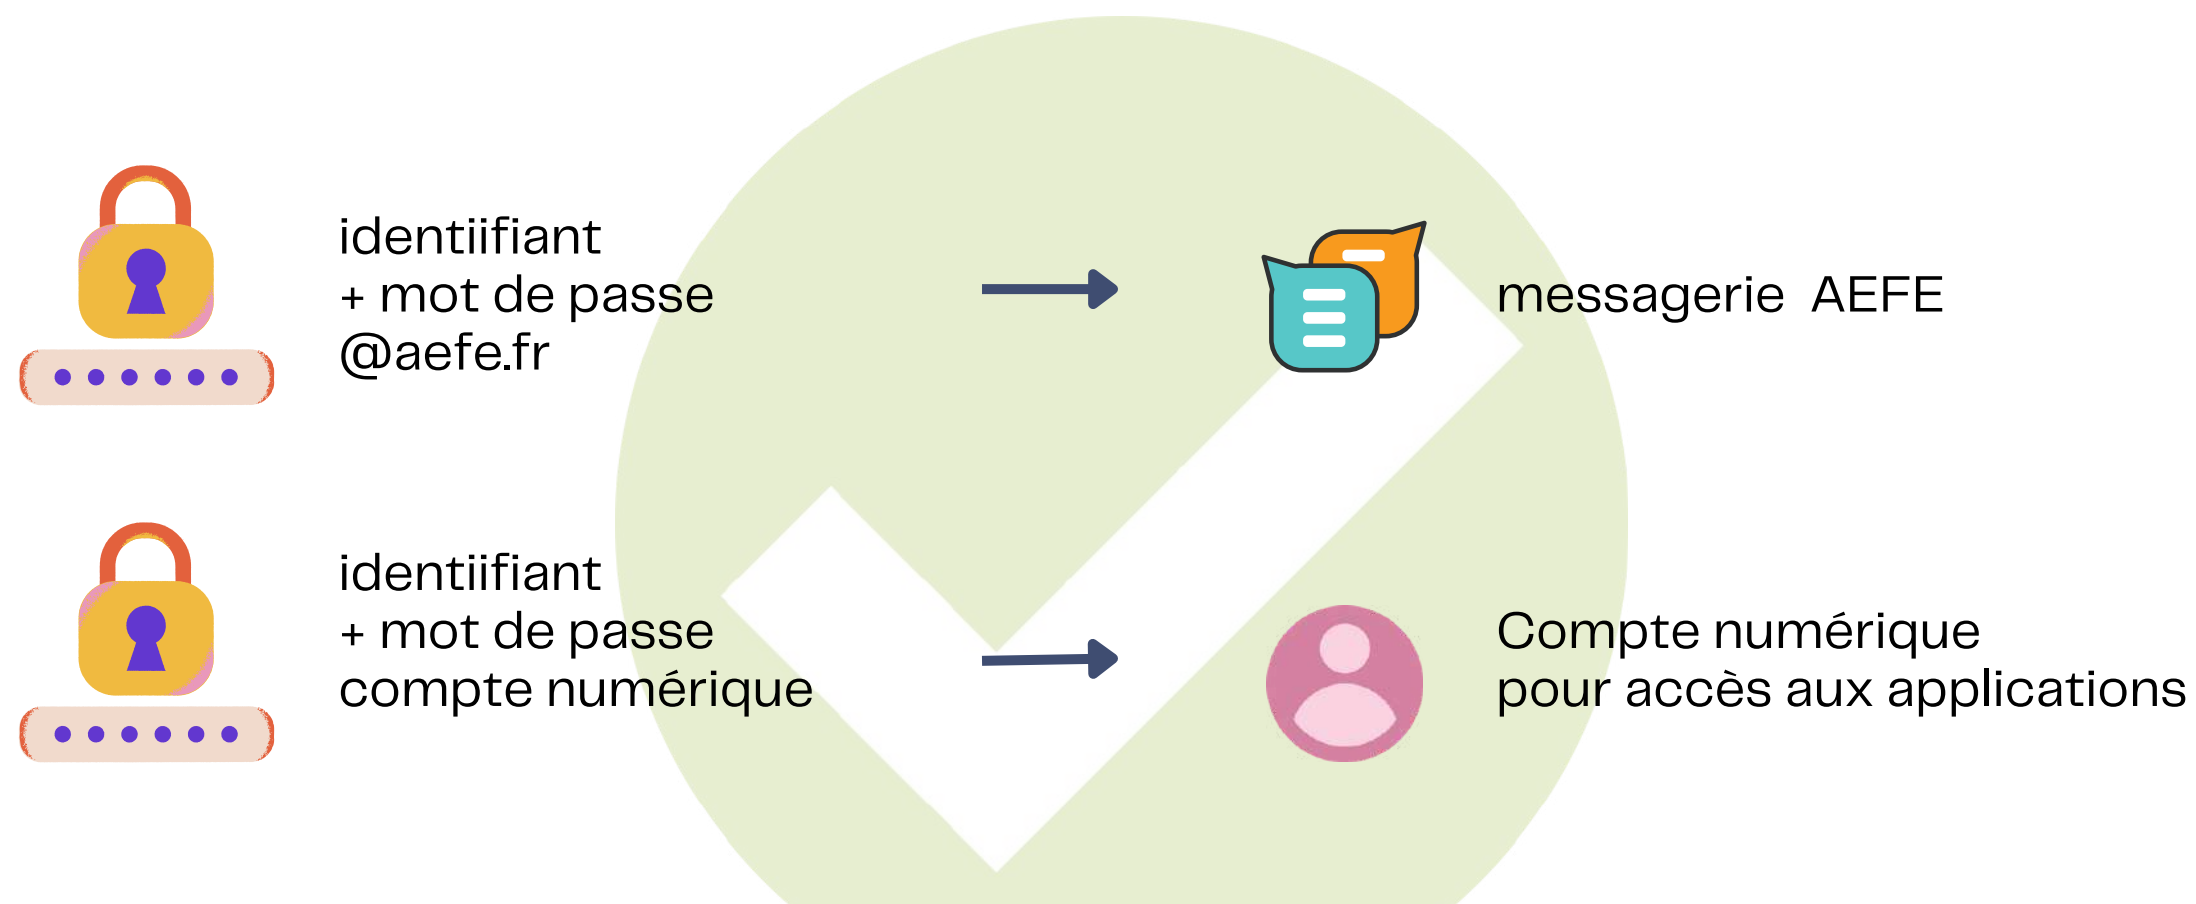 identiifiant
+ mot de passe
@aefe.fr
messagerie  AEFE
identiifiant
+ mot de passe
compte numérique
Compte numérique
pour accès aux applications